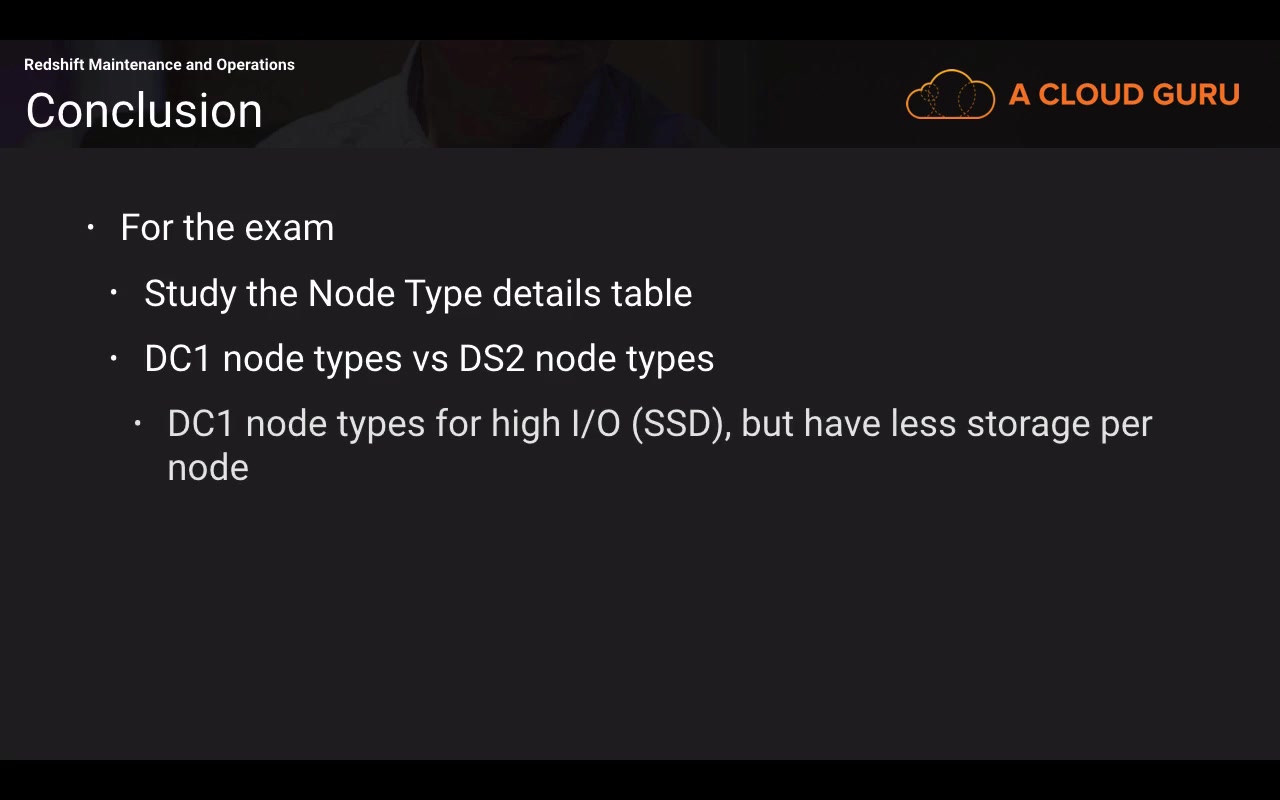 Redshift Maintenance and Operations
Conclusion
A CLOUD GURU
• For the exam
• Study the Node Type details table
• DC1 node types vs DS2 node types
• DC1 node types for high I/O (SSD), but have less storage per
node